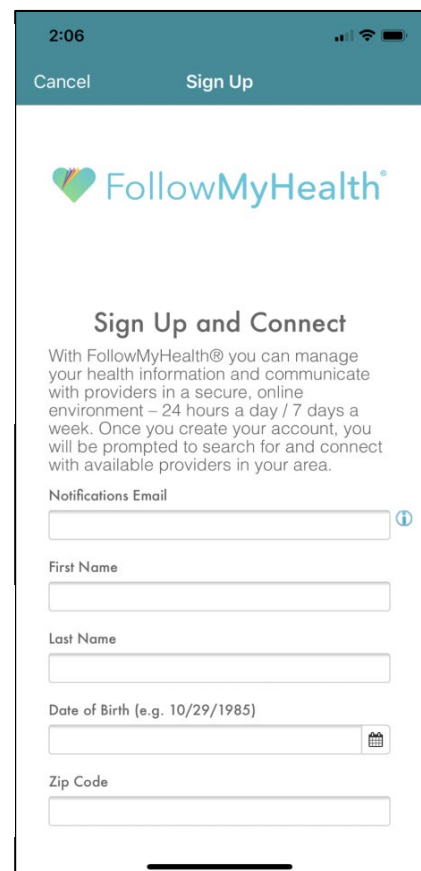 2:06
Cancel Sign Up
FollowMyHealth®
Sign Up and Connect
With FollowMyHealth® you can manage
your health information and communicate
with providers in a secure, online
environment – 24 hours a day / 7 days a
week. Once you create your account, you
will be prompted to search for and connect
with available providers in your area.
Notifications Email
First Name
Last Name
Date of Birth (e.g. 10/29/1985)
Zip Code